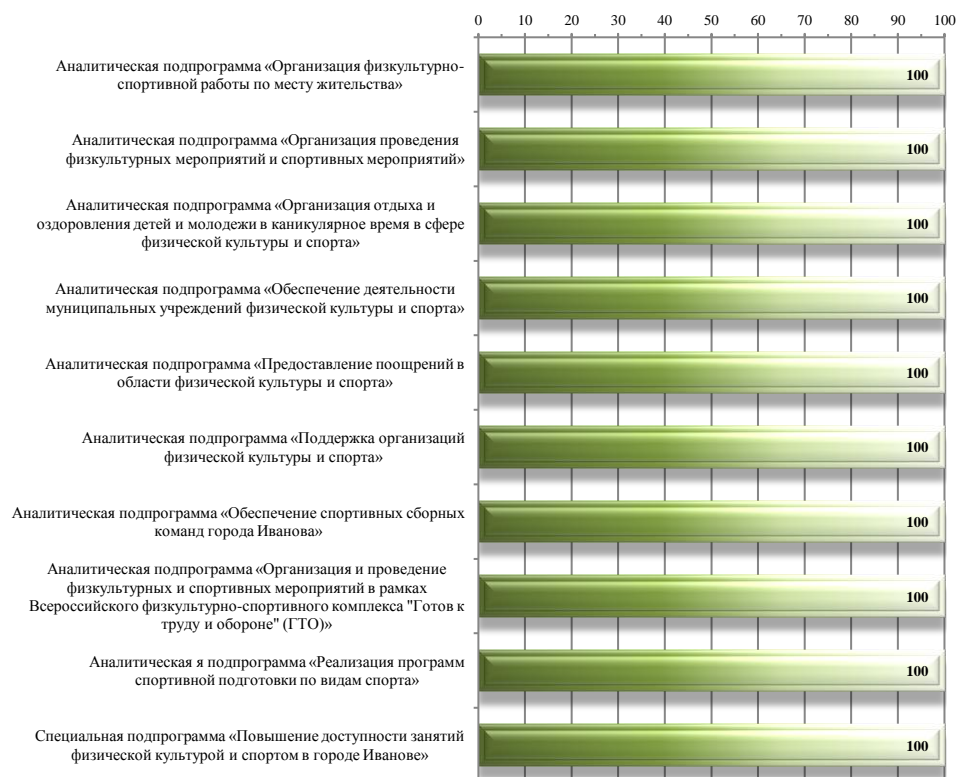 0 10 20 30 40 50 60 70 80 90 100
Аналитическая подпрограмма «Организация физкультурно-
спортивной работы по месту жительства»
100
Аналитическая подпрограмма «Организация проведения
физкультурных мероприятий и спортивных мероприятий»
100
Аналитическая подпрограмма «Организация отдыха и
оздоровления детей и молодежи в каникулярное время в сфере
физической культуры и спорта»
100
Аналитическая подпрограмма «Обеспечение деятельности
муниципальных учреждений физической культуры и спорта»
100
Аналитическая подпрограмма «Предоставление поощрений в
области физической культуры и спорта»
100
Аналитическая подпрограмма «Поддержка организаций
физической культуры и спорта»
100
Аналитическая подпрограмма «Обеспечение спортивных сборных
команд города Иванова»
100
Аналитическая подпрограмма «Организация и проведение
физкультурных и спортивных мероприятий в рамках
Всероссийского физкультурно-спортивного комплекса "Готов к
труду и обороне" (ГТО)»
100
Аналитическая я подпрограмма «Реализация программ
спортивной подготовки по видам спорта»
100
Специальная подпрограмма «Повышение доступности занятий
физической культурой и спортом в городе Иванове»
100